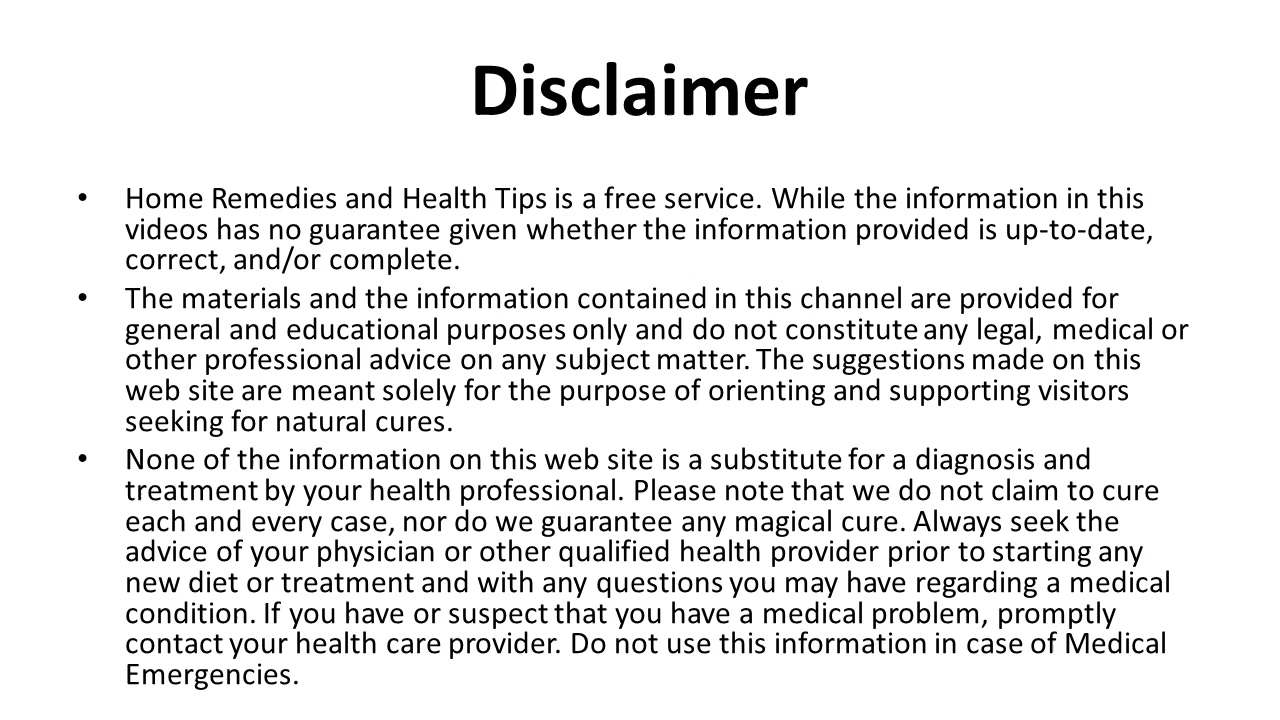 Disclaimer
• Home Remedies and Health Tips is a free service. While the information in this
videos has no guarantee given whether the information provided is up-to-date,
correct, and/or complete.
• The materials and the information contained in this channel are provided for
general and educational purposes only and do not constitute any legal, medical or
other professional advice on any subject matter. The suggestions made on this
web site are meant solely for the purpose of orienting and supporting visitors
seeking for natural cures.
• None of the information on this web site is a substitute for a diagnosis and
treatment by your health professional. Please note that we do not claim to cure
each and every case, nor do we guarantee any magical cure. Always seek the
advice of your physician or other qualified health provider prior to starting any
new diet or treatment and with any questions you may have regarding a medical
condition. If you have or suspect that you have a medical problem, promptly
contact your health care provider. Do not use this information in case of Medical
Emergencies.